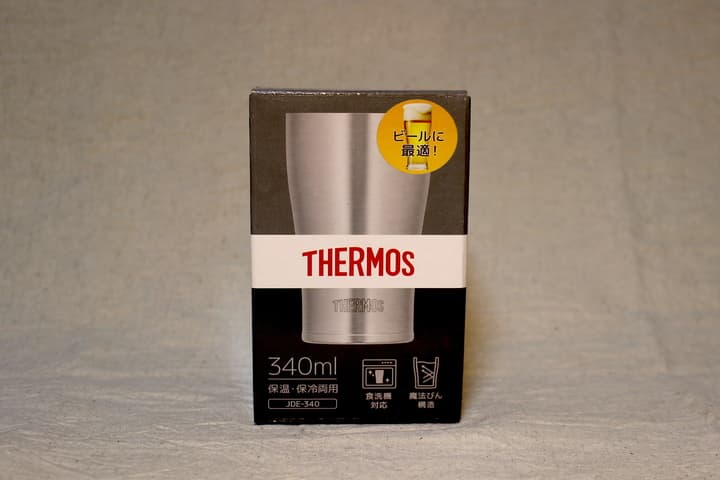 ビールに
最適!
THERMOS
THERMOS
340ml
保温・保冷両用
JDE-340
食洗機
対応
魔法びん
構造